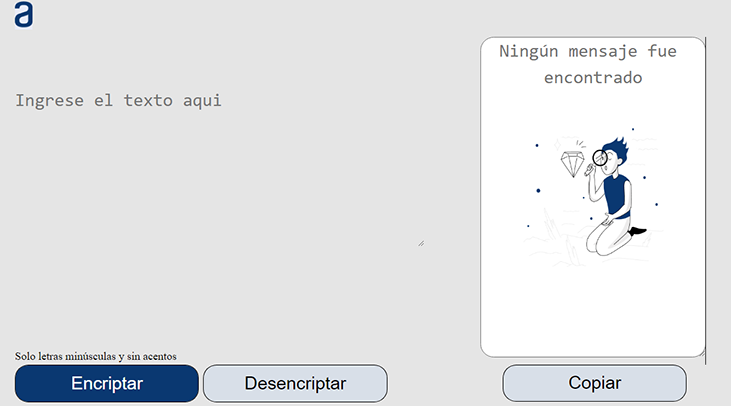 a
Ingrese el texto aqui
Ningún mensaje fue
encontrado
Solo letras minúsculas y sin acentos
Encriptar
Desencriptar
Copiar